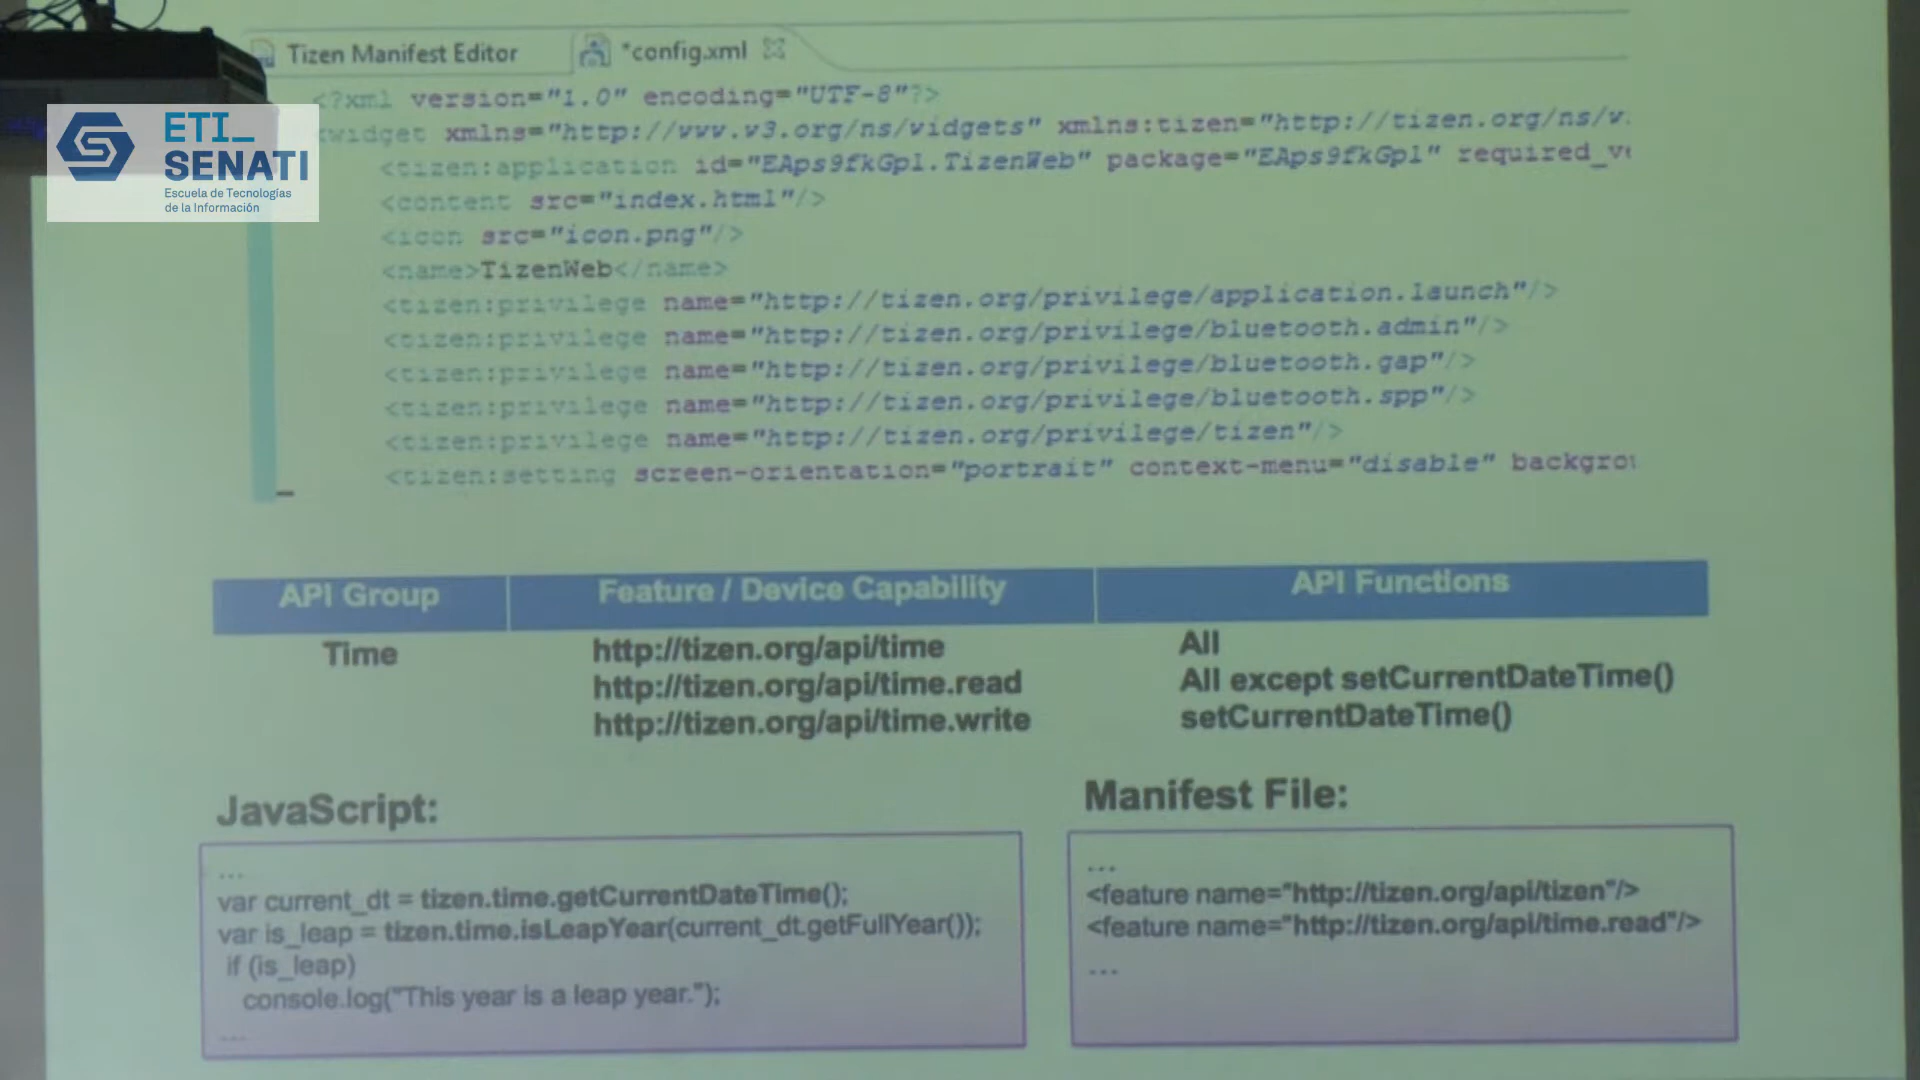 Tizen Manifest Editor *config.xml
ETI_
SENATI
Escuela de Tecnologías
de la Información
<?xml version="1.0" encoding="UTF-8"?>
<widget xmlns="http://www.w3.org/ns/widgets" xmlns:tizen="http://tizen.org/ns/w
<tizen:application id="EAps9fkGp1.TizenWeb" package="EAps9fkGp1" required_ve
<content src="index.html"/>
<icon src="icon.png"/>
<name>TizenWeb</name>
<tizen:privilege name="http://tizen.org/privilege/application.launch"/>
<tizen:privilege name="http://tizen.org/privilege/bluetooth.admin"/>
<tizen:privilege name="http://tizen.org/privilege/bluetooth.gap"/>
<tizen:privilege name="http://tizen.org/privilege/bluetooth.spp"/>
<tizen:privilege name="http://tizen.org/privilege/tizen"/>
<tizen:setting screen-orientation="portrait" context-menu="disable" backgrou
API Group Feature / Device Capability API Functions
Time http://tizen.org/api/time All
http://tizen.org/api/time.read All except setCurrentDateTime()
http://tizen.org/api/time.write setCurrentDateTime()
JavaScript:
...
var current_dt = tizen.time.getCurrentDateTime();
var is_leap = tizen.time.isLeapYear(current_dt.getFullYear());
if (is_leap)
console.log("This year is a leap year.");
...
Manifest File:
...
<feature name="http://tizen.org/api/tizen"/>
<feature name="http://tizen.org/api/time.read"/>
...